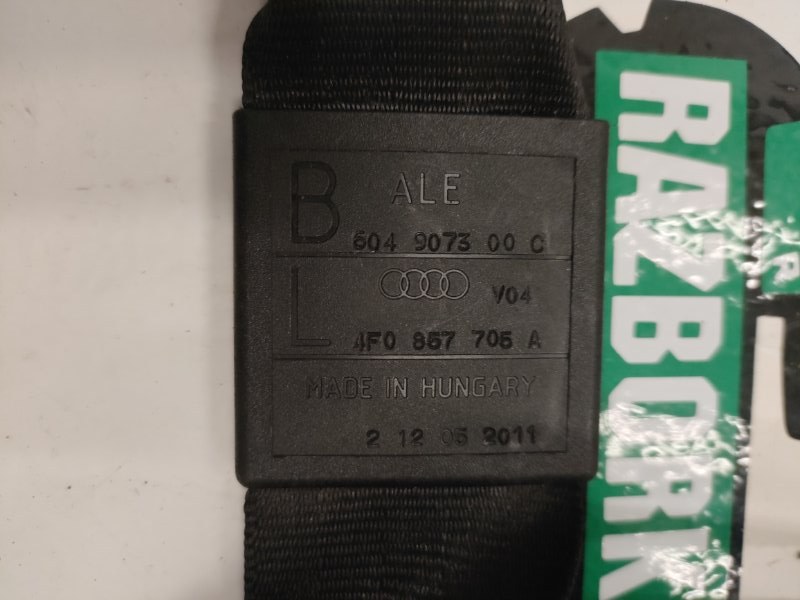 B ALE
604 9073 00 C
L V04
4F0 857 705 A
MADE IN HUNGARY
2 12 05 2011
RAZBORK